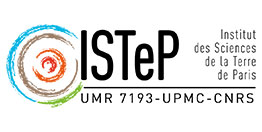 ISTeP
Institut
des Sciences
de la Terre
de Paris
UMR 7193-UPMC-CNRS